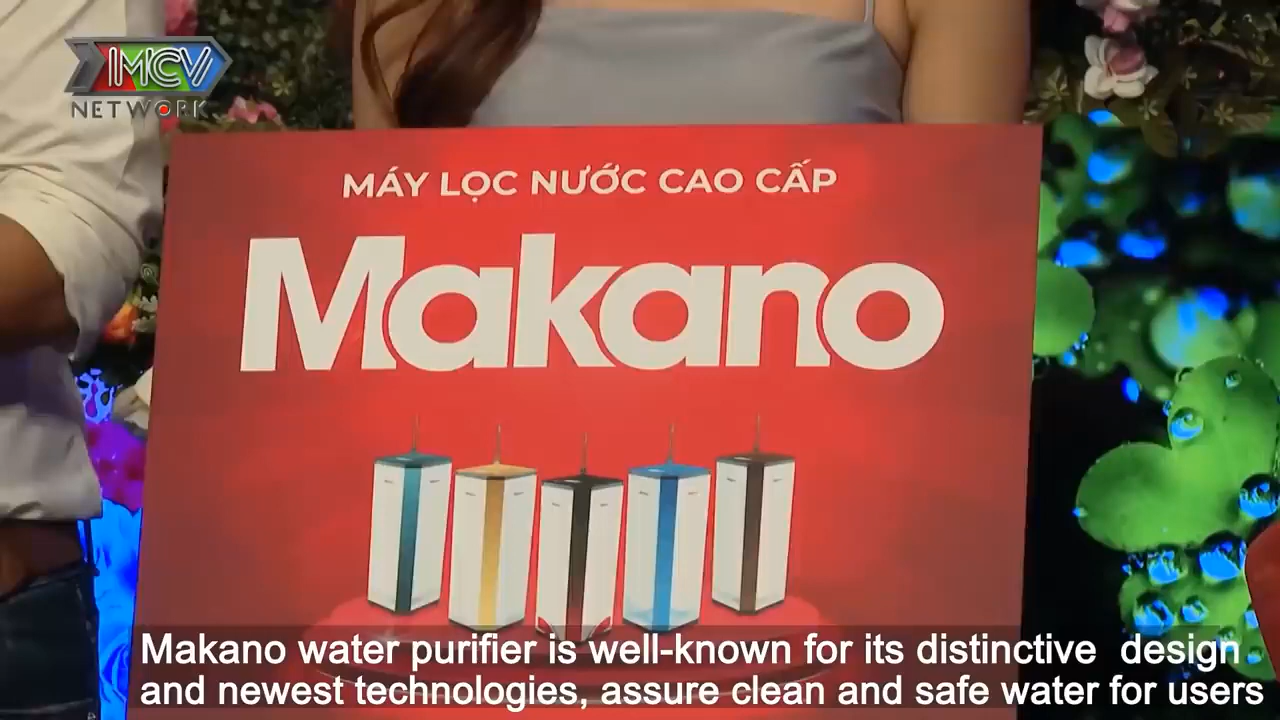 MCV
NETWORK
MÁY LỌC NƯỚC CAO CẤP
Makano
Makano water purifier is well-known for its distinctive design
and newest technologies, assure clean and safe water for users